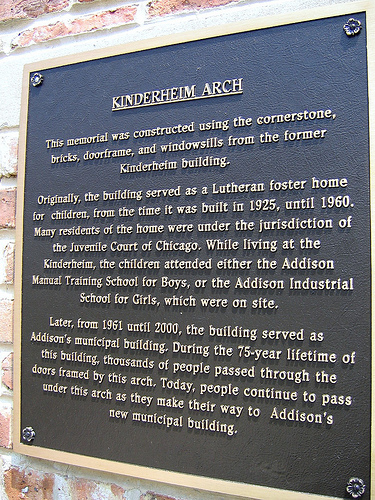 KINDERHEIM ARCH
This memorial was constructed using the cornerstone,
bricks, doorframe, and windowsills from the former
Kinderheim building.
Originally, the building served as a Lutheran foster home
for children, from the time it was built in 1925, until 1960.
Many residents of the home were under the jurisdiction of
the Juvenile Court of Chicago. While living at the
Kinderheim, the children attended either the Addison
Manual Training School for Boys, or the Addison Industrial
School for Girls, which were on site.
Later, from 1961 until 2000, the building served as
Addison's municipal building. During the 75-year lifetime of
this building, thousands of people passed through the
doors framed by this arch. Today, people continue to pass
under this arch as they make their way to Addison's
new municipal building.